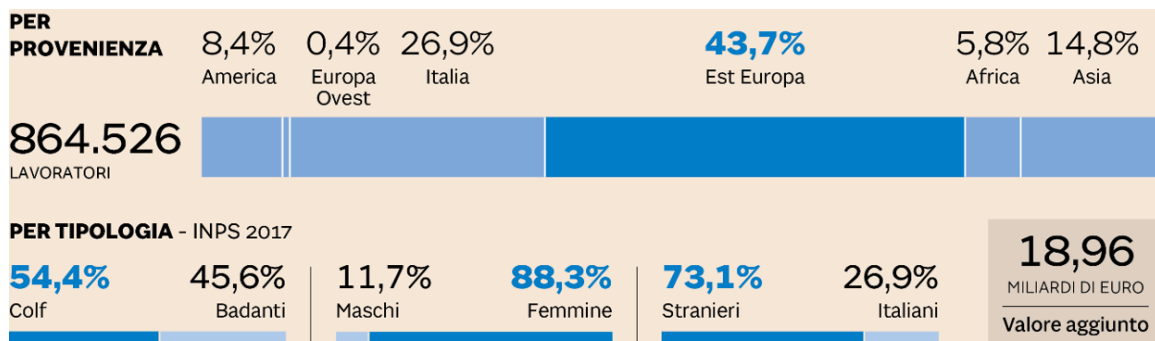 PER
PROVENIENZA
8,4% 0,4% 26,9% 43,7% 5,8% 14,8%
America Europa Italia Est Europa Africa Asia
Ovest
864.526
LAVORATORI
PER TIPOLOGIA - INPS 2017
54,4% 45,6% 11,7% 88,3% 73,1% 26,9%
Colf Badanti Maschi Femmine Stranieri Italiani
18,96
MILIARDI DI EURO
Valore aggiunto